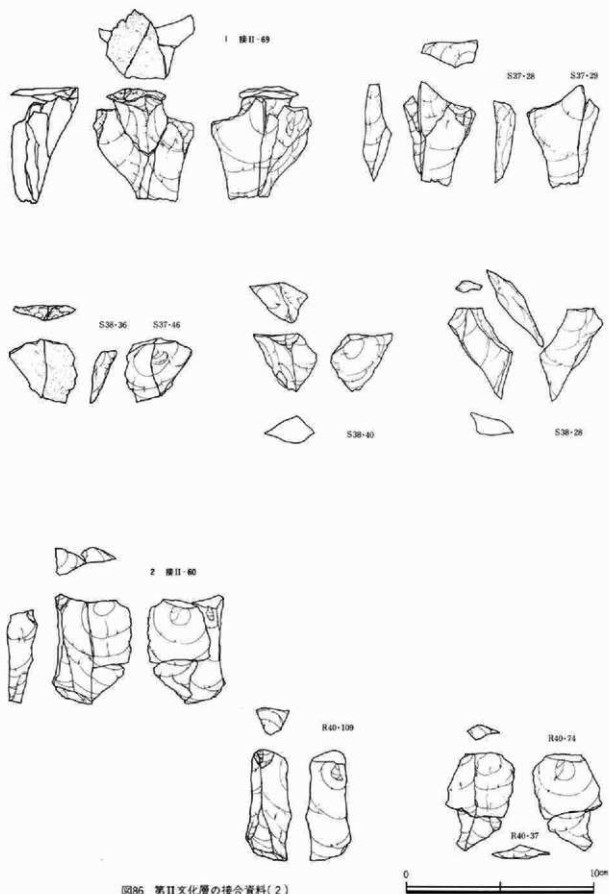 1 接II-69
S37・28 S37・29
S38・36 S37・46
S38・40 S38・28
2 接II-60
R40・109 R40・74
R40・37
0 10cm
図86 第II文化層の接合資料(2)